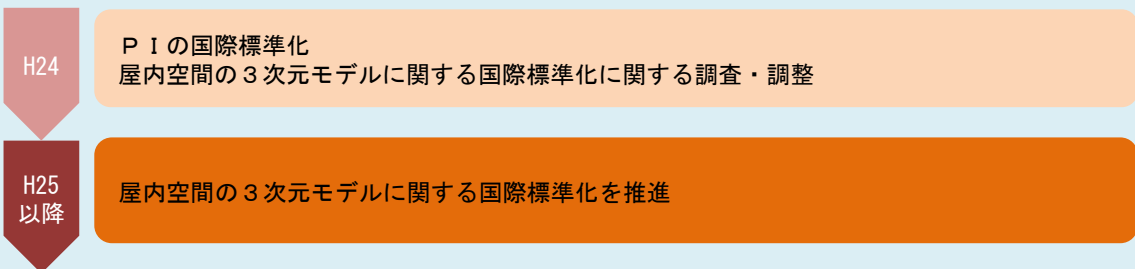 H24
ＰＩの国際標準化
屋内空間の３次元モデルに関する国際標準化に関する調査・調整
H25
以降
屋内空間の３次元モデルに関する国際標準化を推進